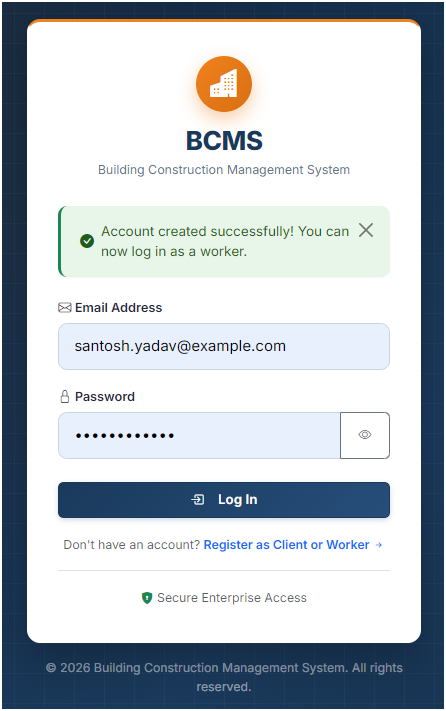 BCMS
Building Construction Management System
Account created successfully! You can
now log in as a worker.
Email Address
santosh.yadav@example.com
Password
••••••••••••
Log In
Don't have an account? Register as Client or Worker →
Secure Enterprise Access
© 2026 Building Construction Management System. All rights
reserved.